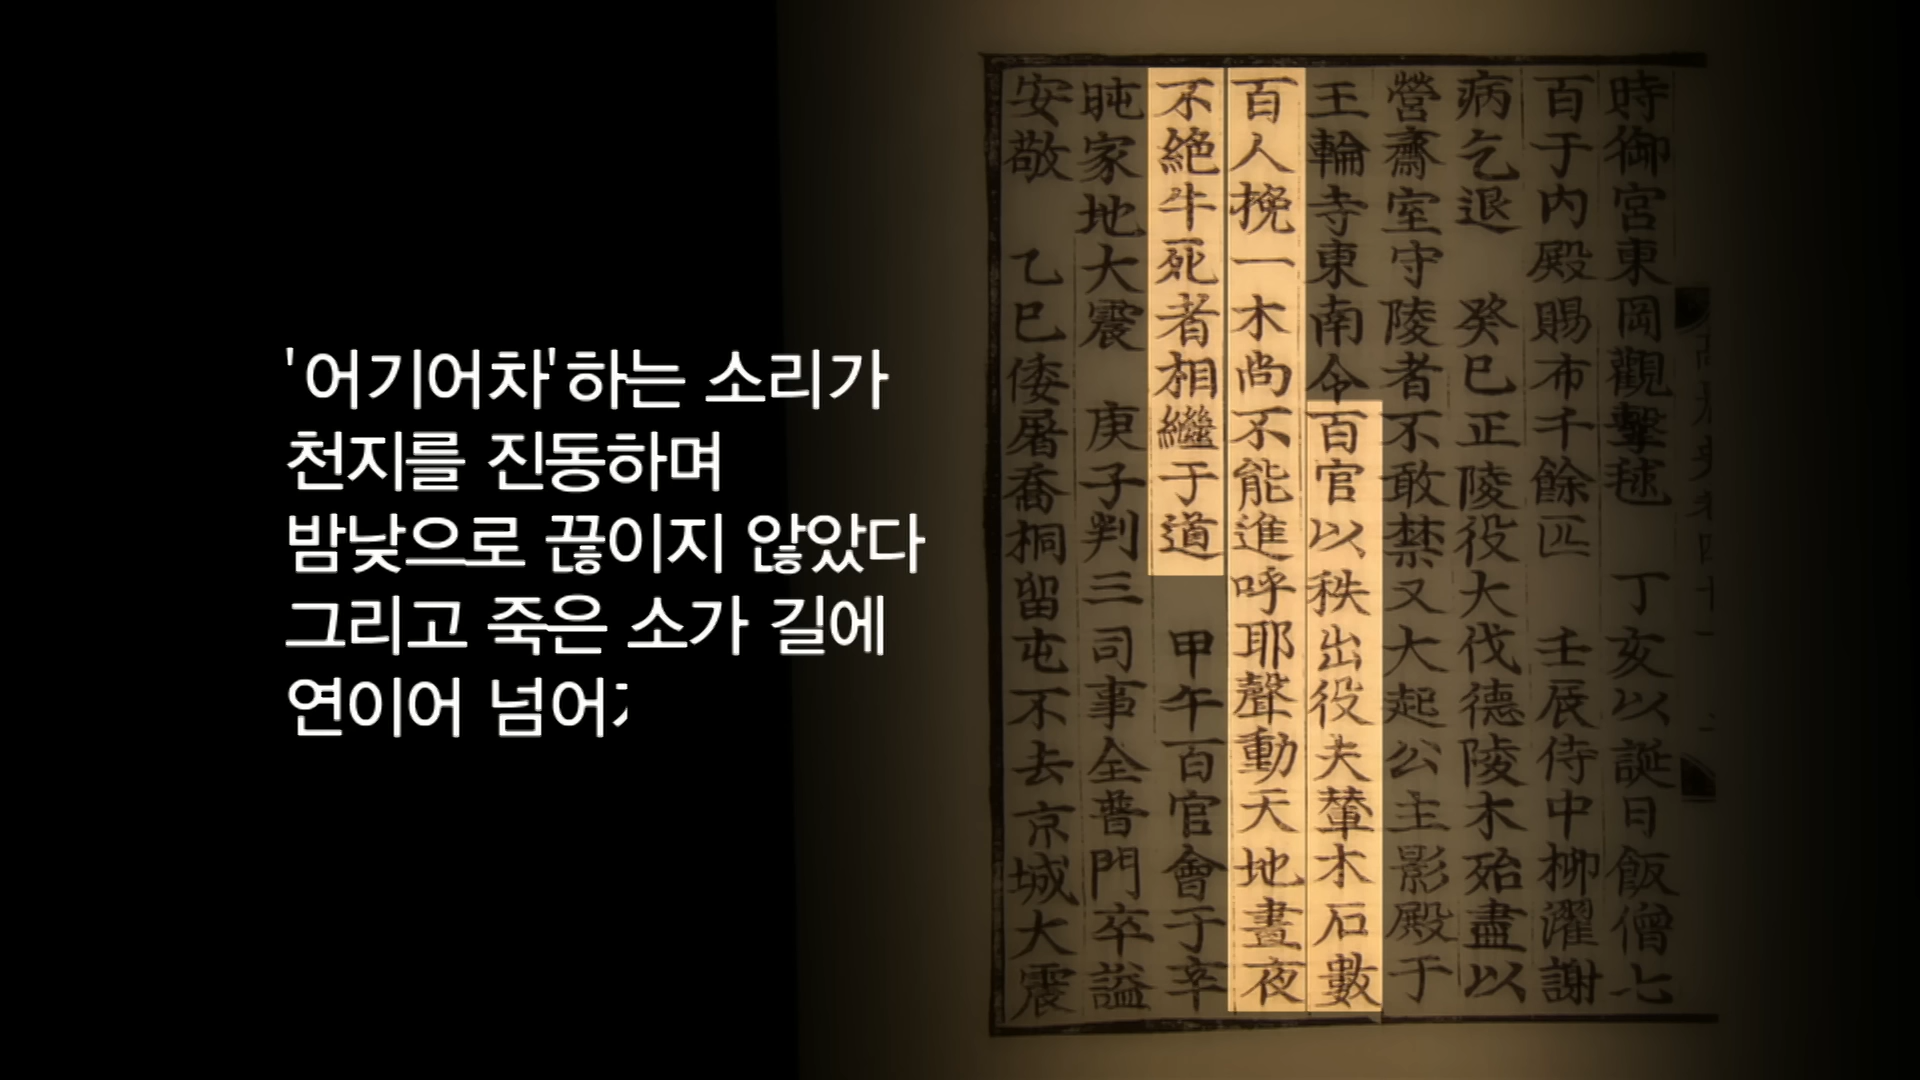 '어기어차'하는 소리가
천지를 진동하며
밤낮으로 끊이지 않았다
그리고 죽은 소가 길에
연이어 넘어
時御宮東岡觀擊毬 丁亥以誕日飯僧七
百于内殿賜布千餘匹 壬辰侍中柳濯謝
病乞退 癸巳正陵役大伐德陵木殆盡以
營齋室守陵者不敢禁又大起公主影殿于
王輪寺東南令百官以秩出役夫輦木石數
百人挽一木尚不能進呼耶聲動天地晝夜
不絶牛死者相繼于道 甲午百官會于辛
旽家地大震 庚子判三司事全普門卒謚
安敬 乙巳倭屠喬桐留屯不去京城大震